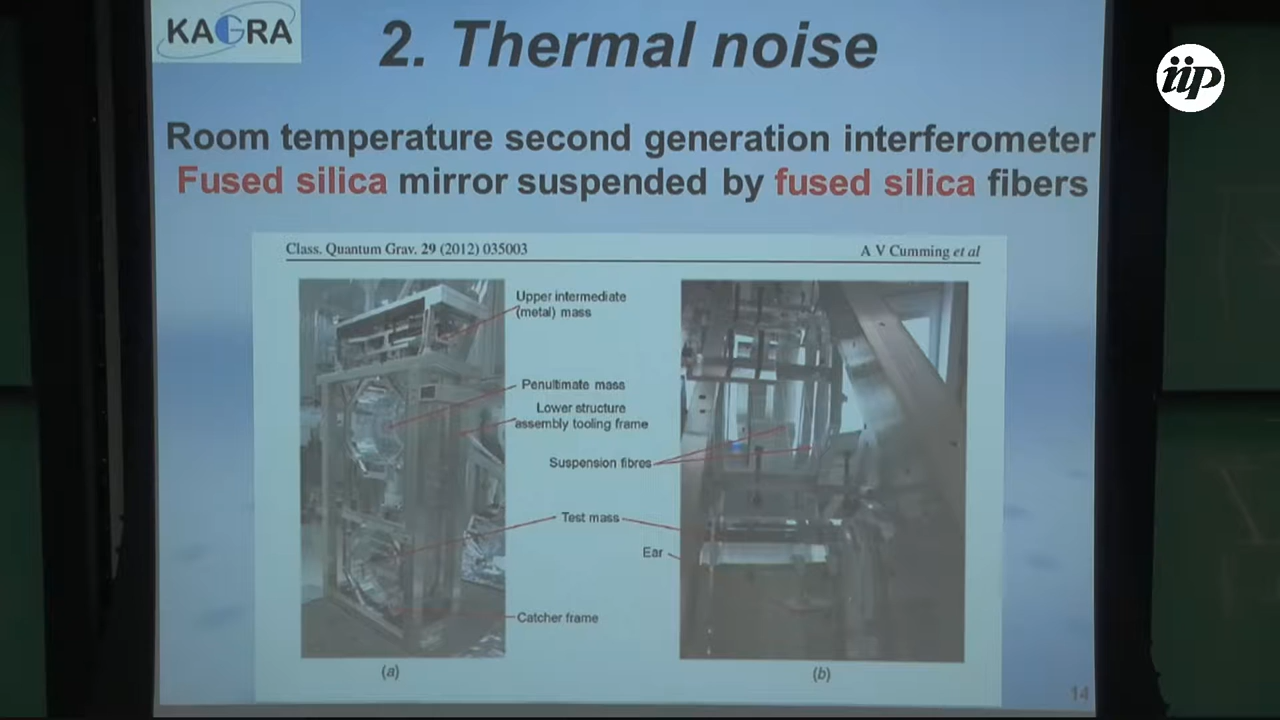 KAGRA
2. Thermal noise
iip
Room temperature second generation interferometer
Fused silica mirror suspended by fused silica fibers
Class. Quantum Grav. 29 (2012) 035003
A V Cumming et al
Upper intermediate
(metal) mass
Penultimate mass
Lower structure
assembly tooling frame
Suspension fibres
Test mass
Ear
Catcher frame
(a)
(b)
14